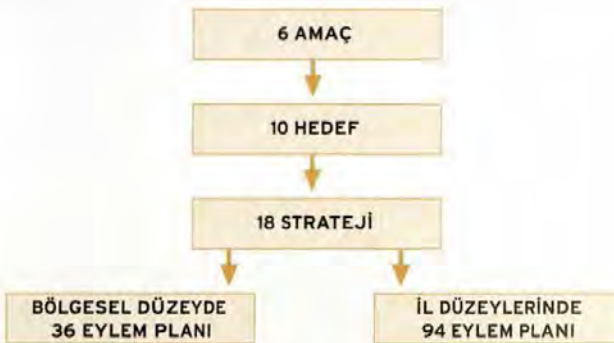 6 AMAÇ
10 HEDEF
18 STRATEJİ
BÖLGESEL DÜZEYDE
36 EYLEM PLANI
İL DÜZEYLERİNDE
94 EYLEM PLANI